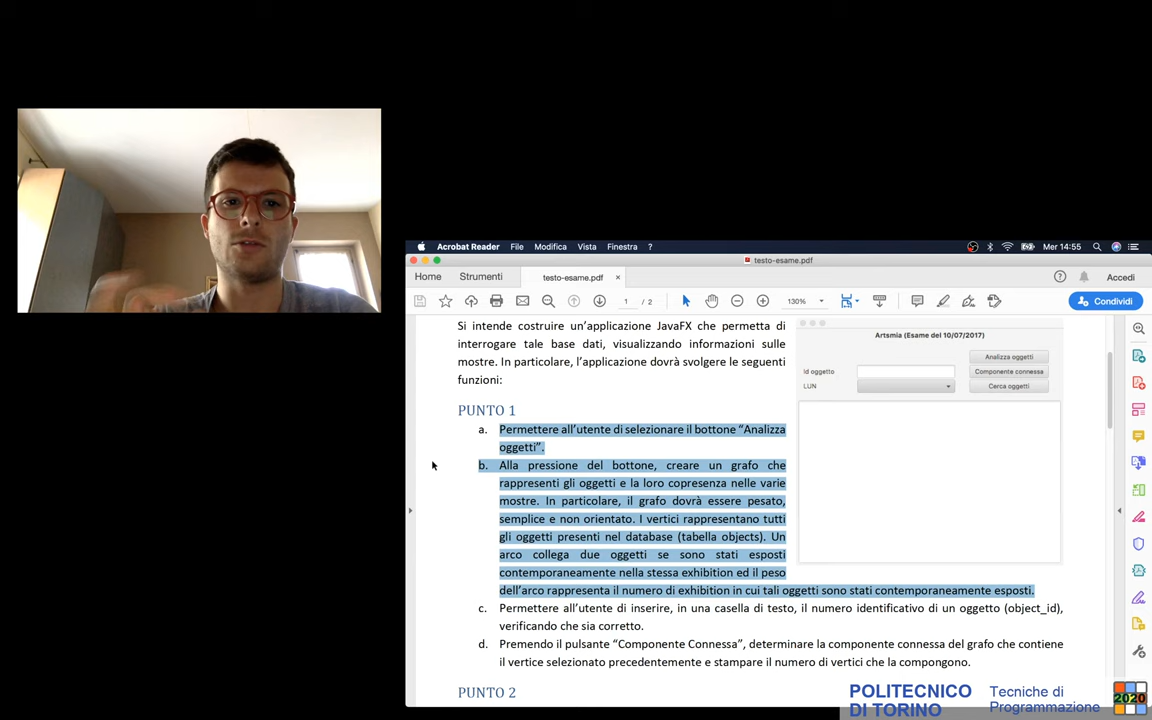 Acrobat Reader File Modifica Vista Finestra ? Mer 14:55
testo-esame.pdf
Home Strumenti testo-esame.pdf × ? Accedi
1 / 2 130% Condividi
Si intende costruire un'applicazione JavaFX che permetta di
interrogare tale base dati, visualizzando informazioni sulle
mostre. In particolare, l'applicazione dovrà svolgere le seguenti
funzioni:
Artsmia (Esame del 10/07/2017)
Analizza oggetti
Id oggetto Componente connessa
LUN Cerca oggetti
PUNTO 1
a. Permettere all'utente di selezionare il bottone "Analizza
oggetti".
b. Alla pressione del bottone, creare un grafo che
rappresenti gli oggetti e la loro copresenza nelle varie
mostre. In particolare, il grafo dovrà essere pesato,
semplice e non orientato. I vertici rappresentano tutti
gli oggetti presenti nel database (tabella objects). Un
arco collega due oggetti se sono stati esposti
contemporaneamente nella stessa exhibition ed il peso
dell'arco rappresenta il numero di exhibition in cui tali oggetti sono stati contemporaneamente esposti.
c. Permettere all'utente di inserire, in una casella di testo, il numero identificativo di un oggetto (object_id),
verificando che sia corretto.
d. Premendo il pulsante "Componente Connessa", determinare la componente connessa del grafo che contiene
il vertice selezionato precedentemente e stampare il numero di vertici che la compongono.
PUNTO 2
POLITECNICO
DI TORINO
Tecniche di
Programmazione
2020